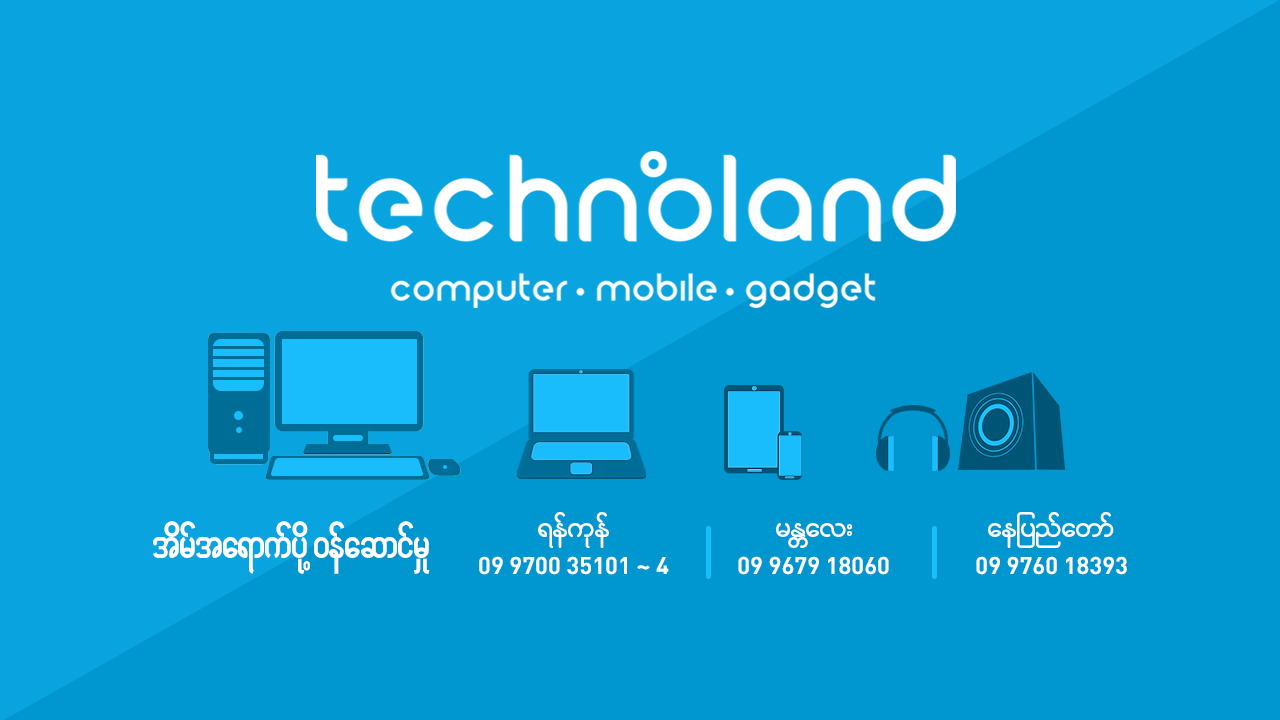 technoland
computer • mobile • gadget
အိမ်အရောက်ပို့ ဝန်ဆောင်မှု
ရန်ကုန်
09 9700 35101 ~ 4
မန္တလေး
09 9679 18060
နေပြည်တော်
09 9760 18393